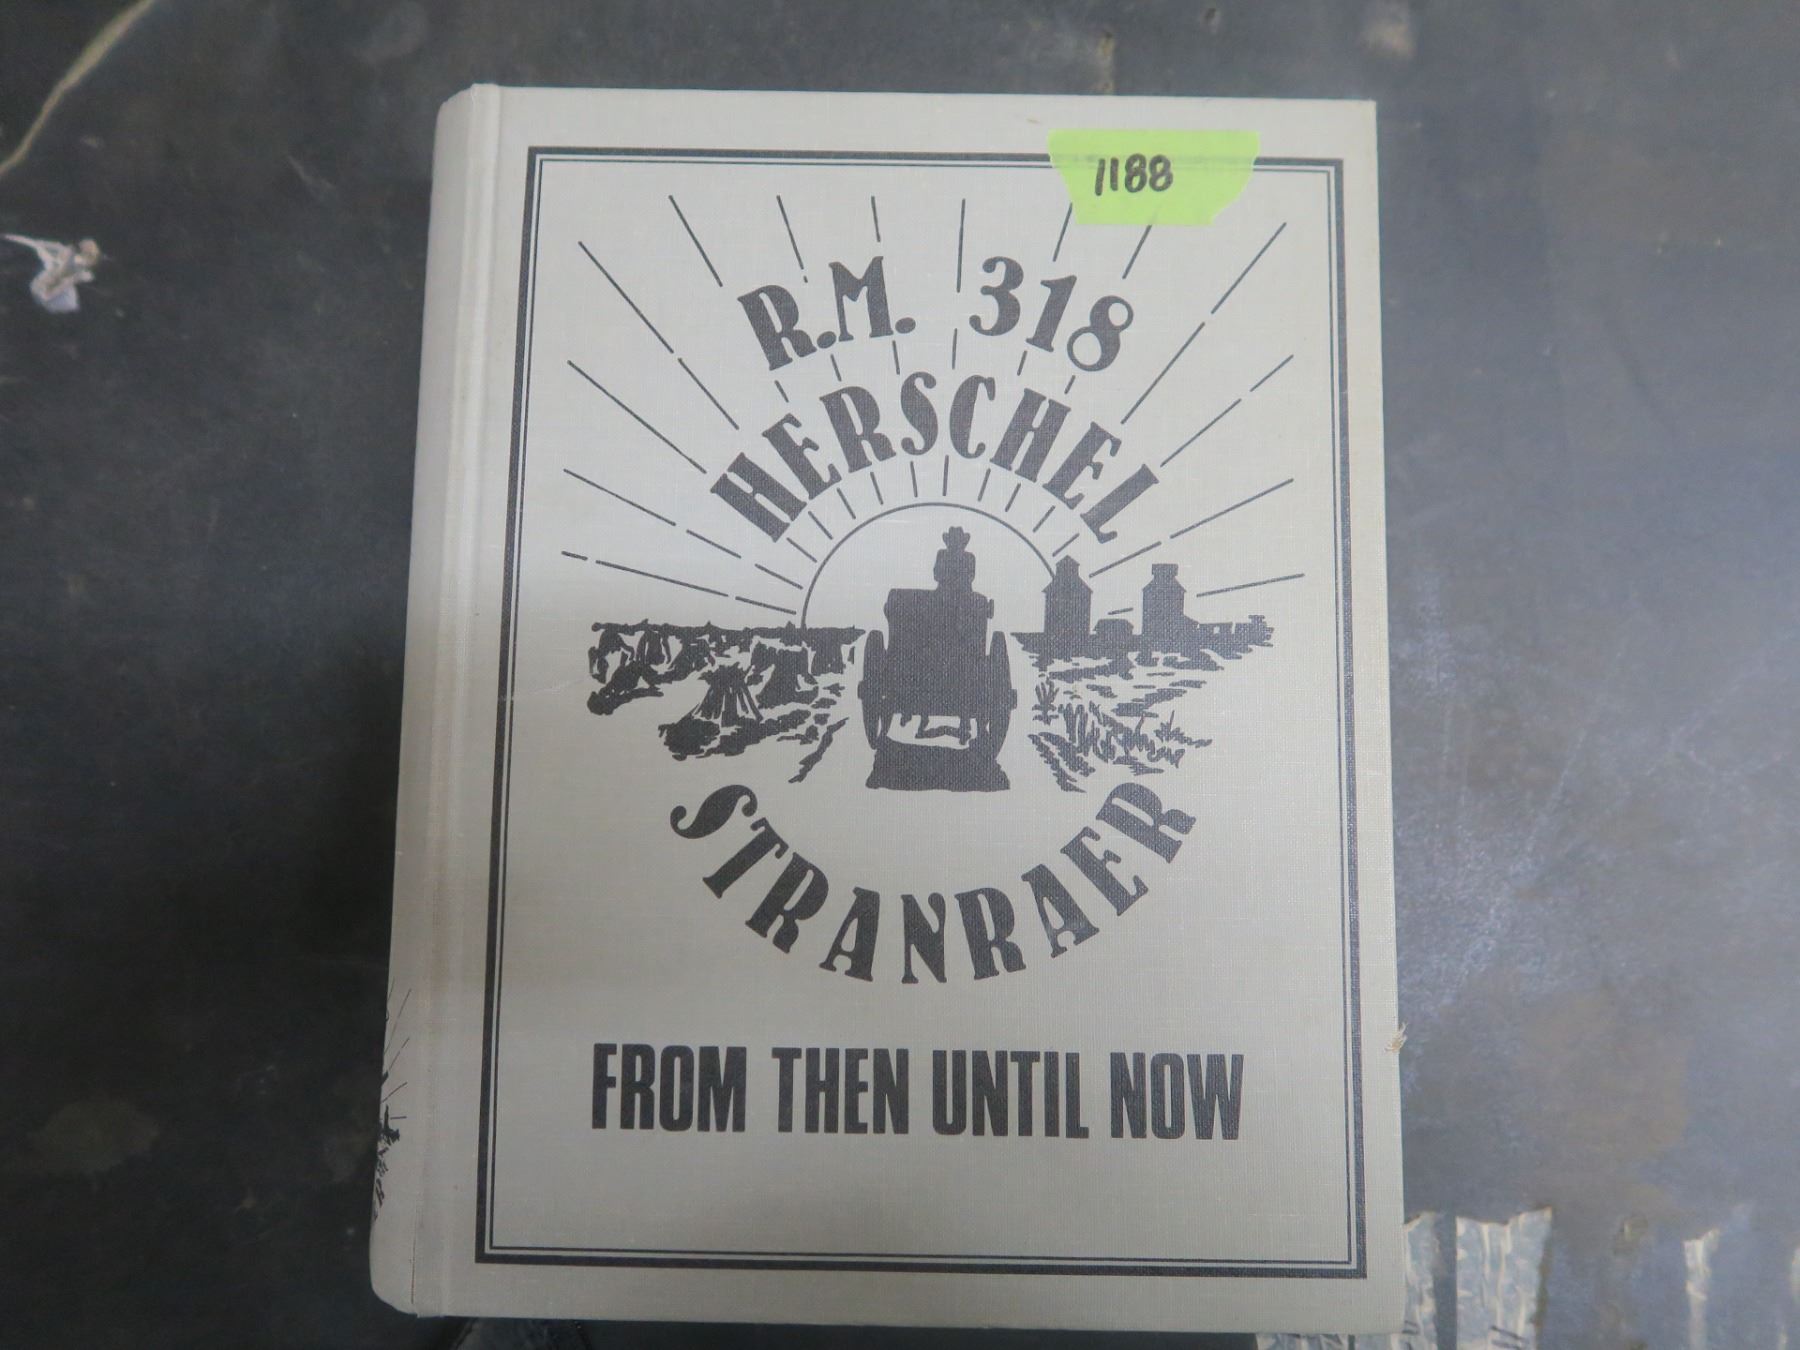 1188
R.M. 318
HERSCHEL
STRANRAER
FROM THEN UNTIL NOW